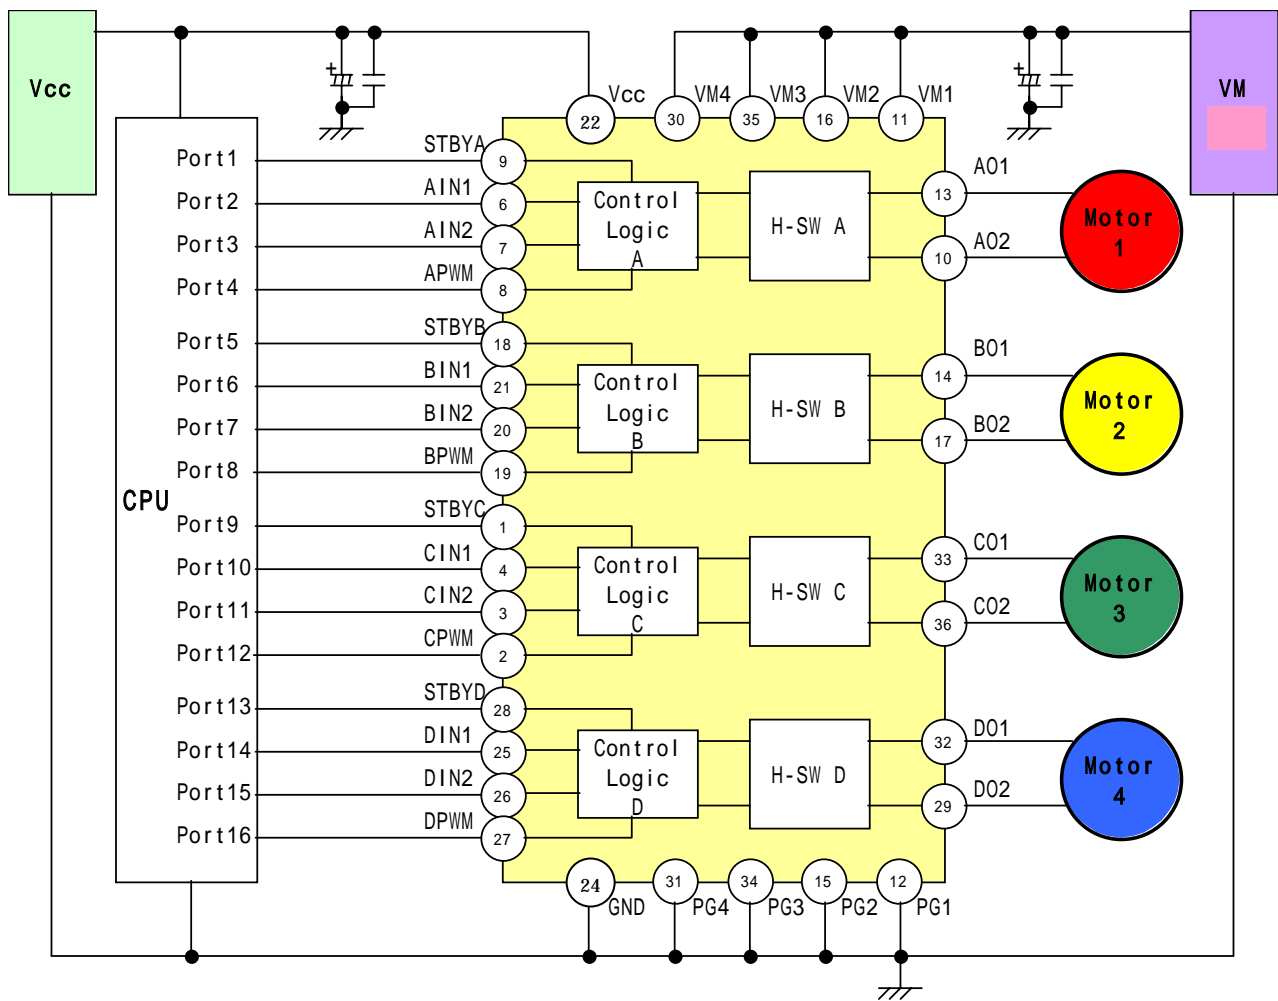 Vcc
VM
Vcc
VM4
VM3
VM2
VM1
22
30
35
16
11
CPU
Port1
STBYA
9
Port2
AIN1
6
Port3
AIN2
7
Port4
APWM
8
Control
Logic
A
H-SW A
13
AO1
10
AO2
Motor
1
Port5
STBYB
18
Port6
BIN1
21
Port7
BIN2
20
Port8
BPWM
19
Control
Logic
B
H-SW B
14
BO1
17
BO2
Motor
2
Port9
STBYC
1
Port10
CIN1
4
Port11
CIN2
3
Port12
CPWM
2
Control
Logic
C
H-SW C
33
CO1
36
CO2
Motor
3
Port13
STBYD
28
Port14
DIN1
25
Port15
DIN2
26
Port16
DPWM
27
Control
Logic
D
H-SW D
32
DO1
29
DO2
Motor
4
24
31
34
15
12
GND
PG4
PG3
PG2
PG1